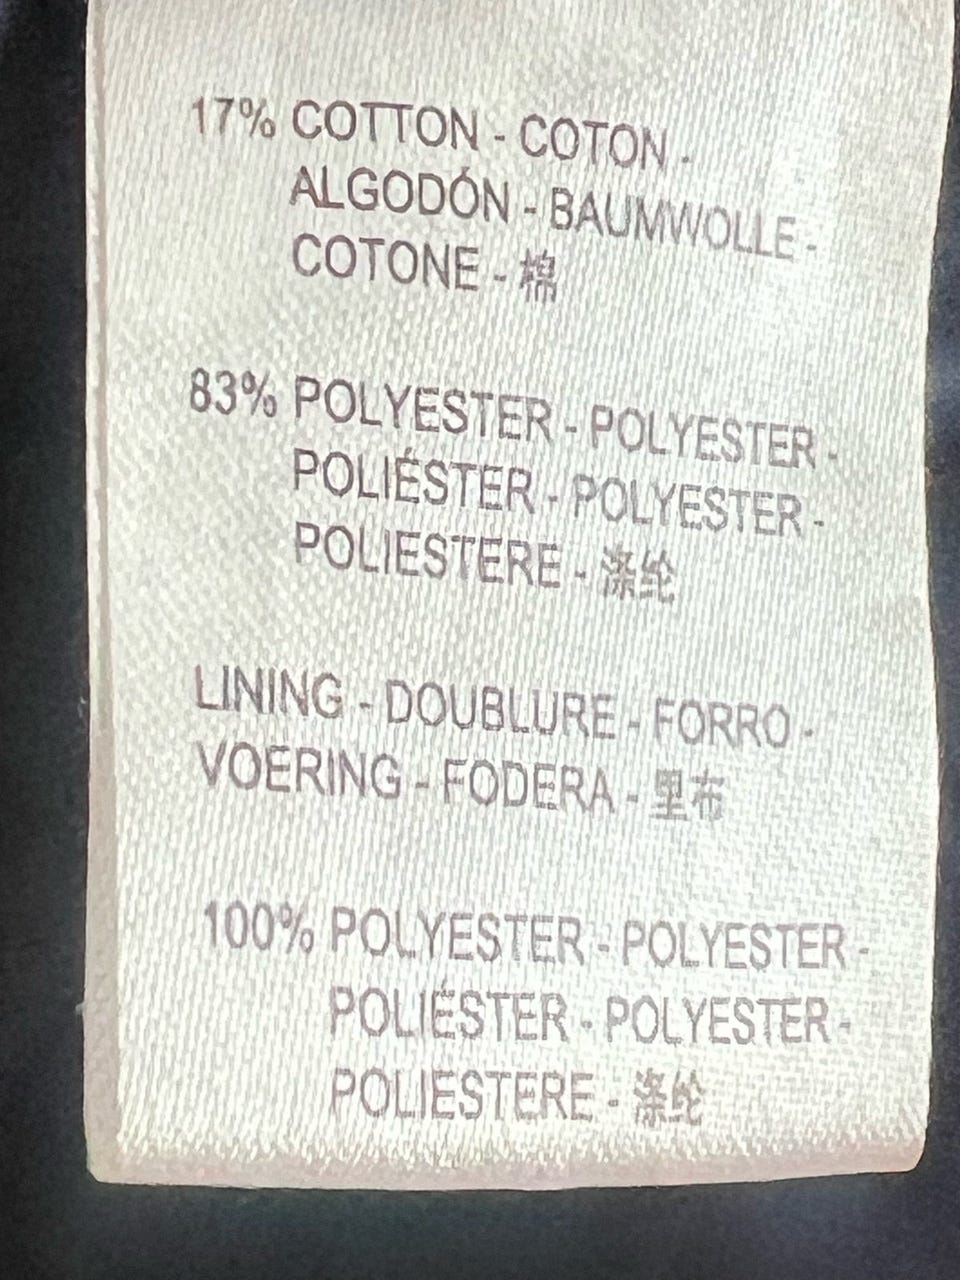 17% COTTON - COTON -
ALGODÓN - BAUMWOLLE -
COTONE - 棉
83% POLYESTER - POLYESTER -
POLIÉSTER - POLYESTER -
POLIESTERE - 涤纶
LINING - DOUBLURE - FORRO -
VOERING - FODERA - 里布
100% POLYESTER - POLYESTER -
POLIÉSTER - POLYESTER -
POLIESTERE - 涤纶